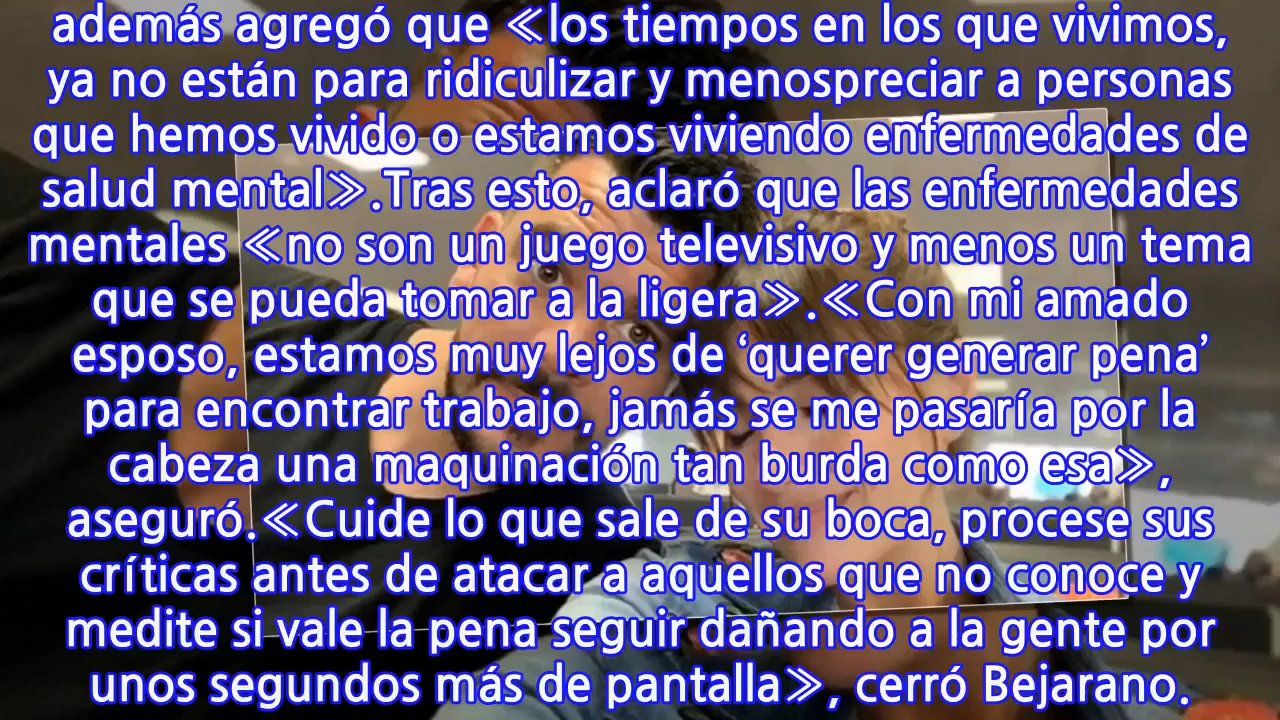 además agregó que ≪los tiempos en los que vivimos,
ya no están para ridiculizar y menospreciar a personas
que hemos vivido o estamos viviendo enfermedades de
salud mental≫.Tras esto, aclaró que las enfermedades
mentales ≪no son un juego televisivo y menos un tema
que se pueda tomar a la ligera≫.≪Con mi amado
esposo, estamos muy lejos de ‘querer generar pena’
para encontrar trabajo, jamás se me pasaría por la
cabeza una maquinación tan burda como esa≫,
aseguró.≪Cuide lo que sale de su boca, procese sus
críticas antes de atacar a aquellos que no conoce y
medite si vale la pena seguir dañando a la gente por
unos segundos más de pantalla≫, cerró Bejarano.